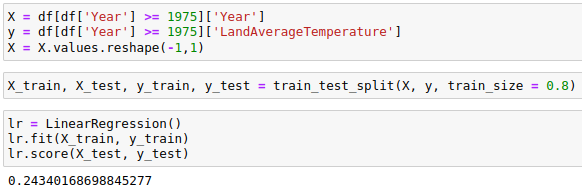 X = df[df['Year'] >= 1975]['Year']
y = df[df['Year'] >= 1975]['LandAverageTemperature']
X = X.values.reshape(-1,1)
X_train, X_test, y_train, y_test = train_test_split(X, y, train_size = 0.8)
lr = LinearRegression()
lr.fit(X_train, y_train)
lr.score(X_test, y_test)
0.24340168698845277